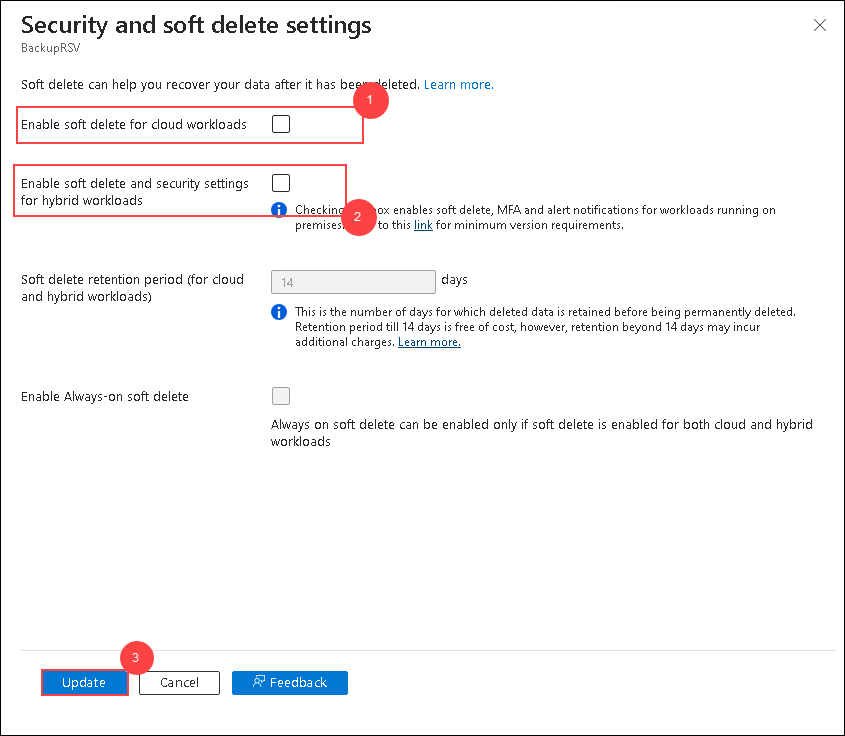 Security and soft delete settings
BackupRSV
Soft delete can help you recover your data after it has been deleted. Learn more.
1
Enable soft delete for cloud workloads
Enable soft delete and security settings
for hybrid workloads
2
Checking box enables soft delete, MFA and alert notifications for workloads running on
premises. to this link for minimum version requirements.
Soft delete retention period (for cloud
and hybrid workloads)
14 days
This is the number of days for which deleted data is retained before being permanently deleted.
Retention period till 14 days is free of cost, however, retention beyond 14 days may incur
additional charges. Learn more.
Enable Always-on soft delete
Always on soft delete can be enabled only if soft delete is enabled for both cloud and hybrid
workloads
3
Update Cancel Feedback